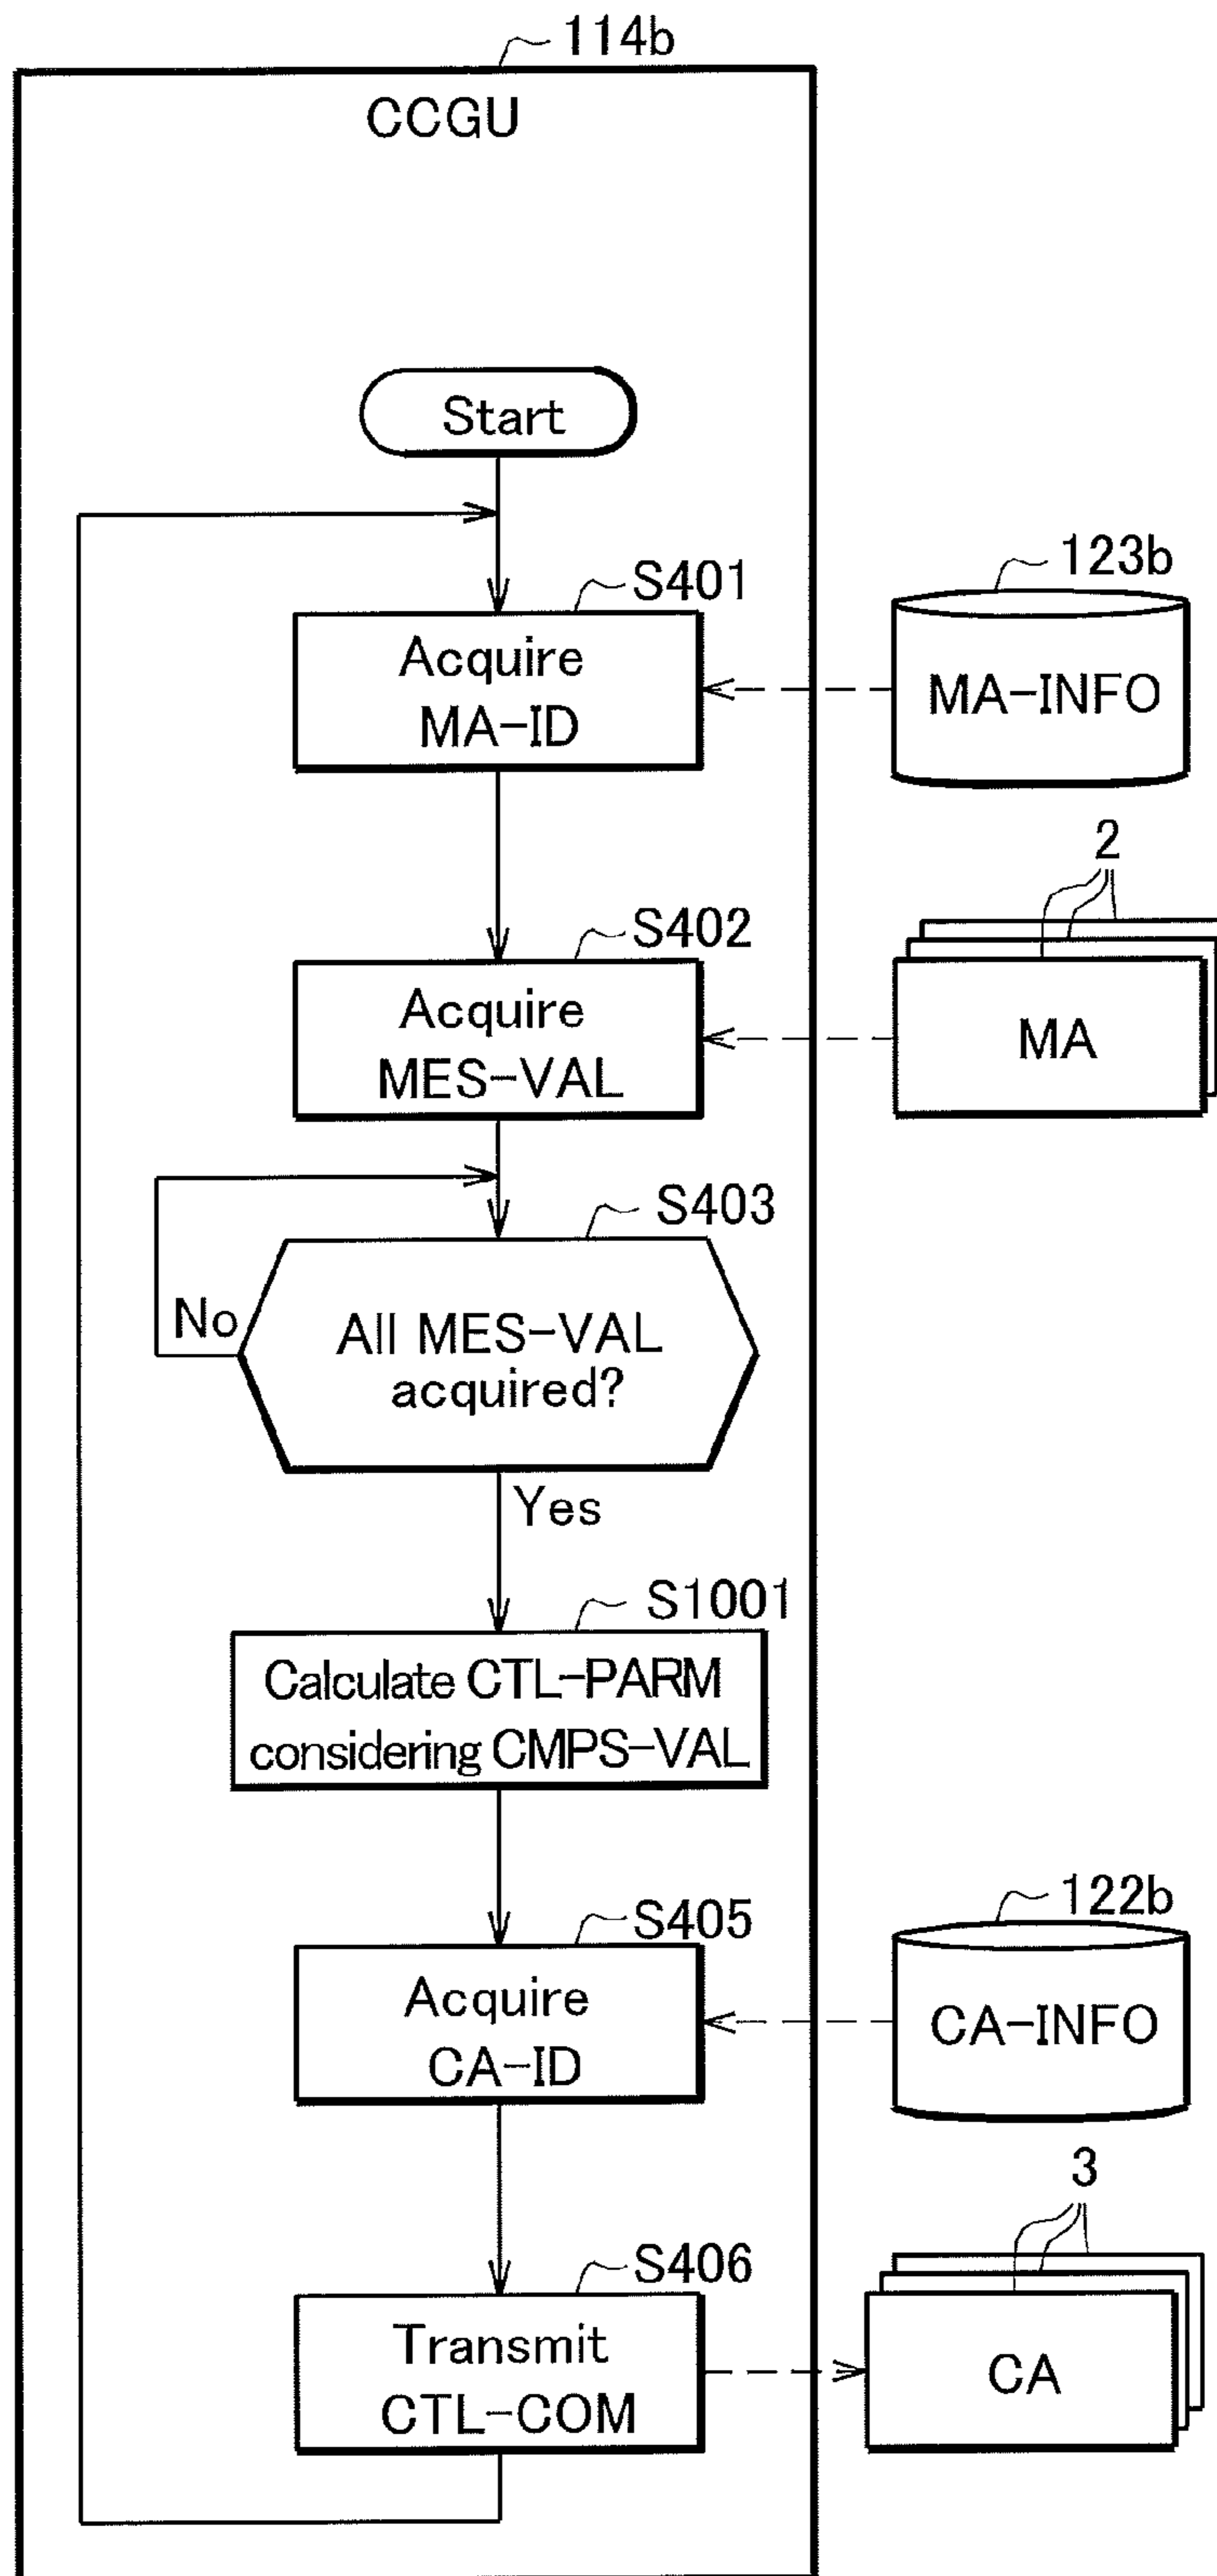 114b
CCGU
Start
S401
Acquire
MA-ID
123b
MA-INFO
S402
Acquire
MES-VAL
2
MA
S403
No
All MES-VAL
acquired?
Yes
S1001
Calculate CTL-PARM
considering CMPS-VAL
S405
Acquire
CA-ID
122b
CA-INFO
S406
Transmit
CTL-COM
3
CA